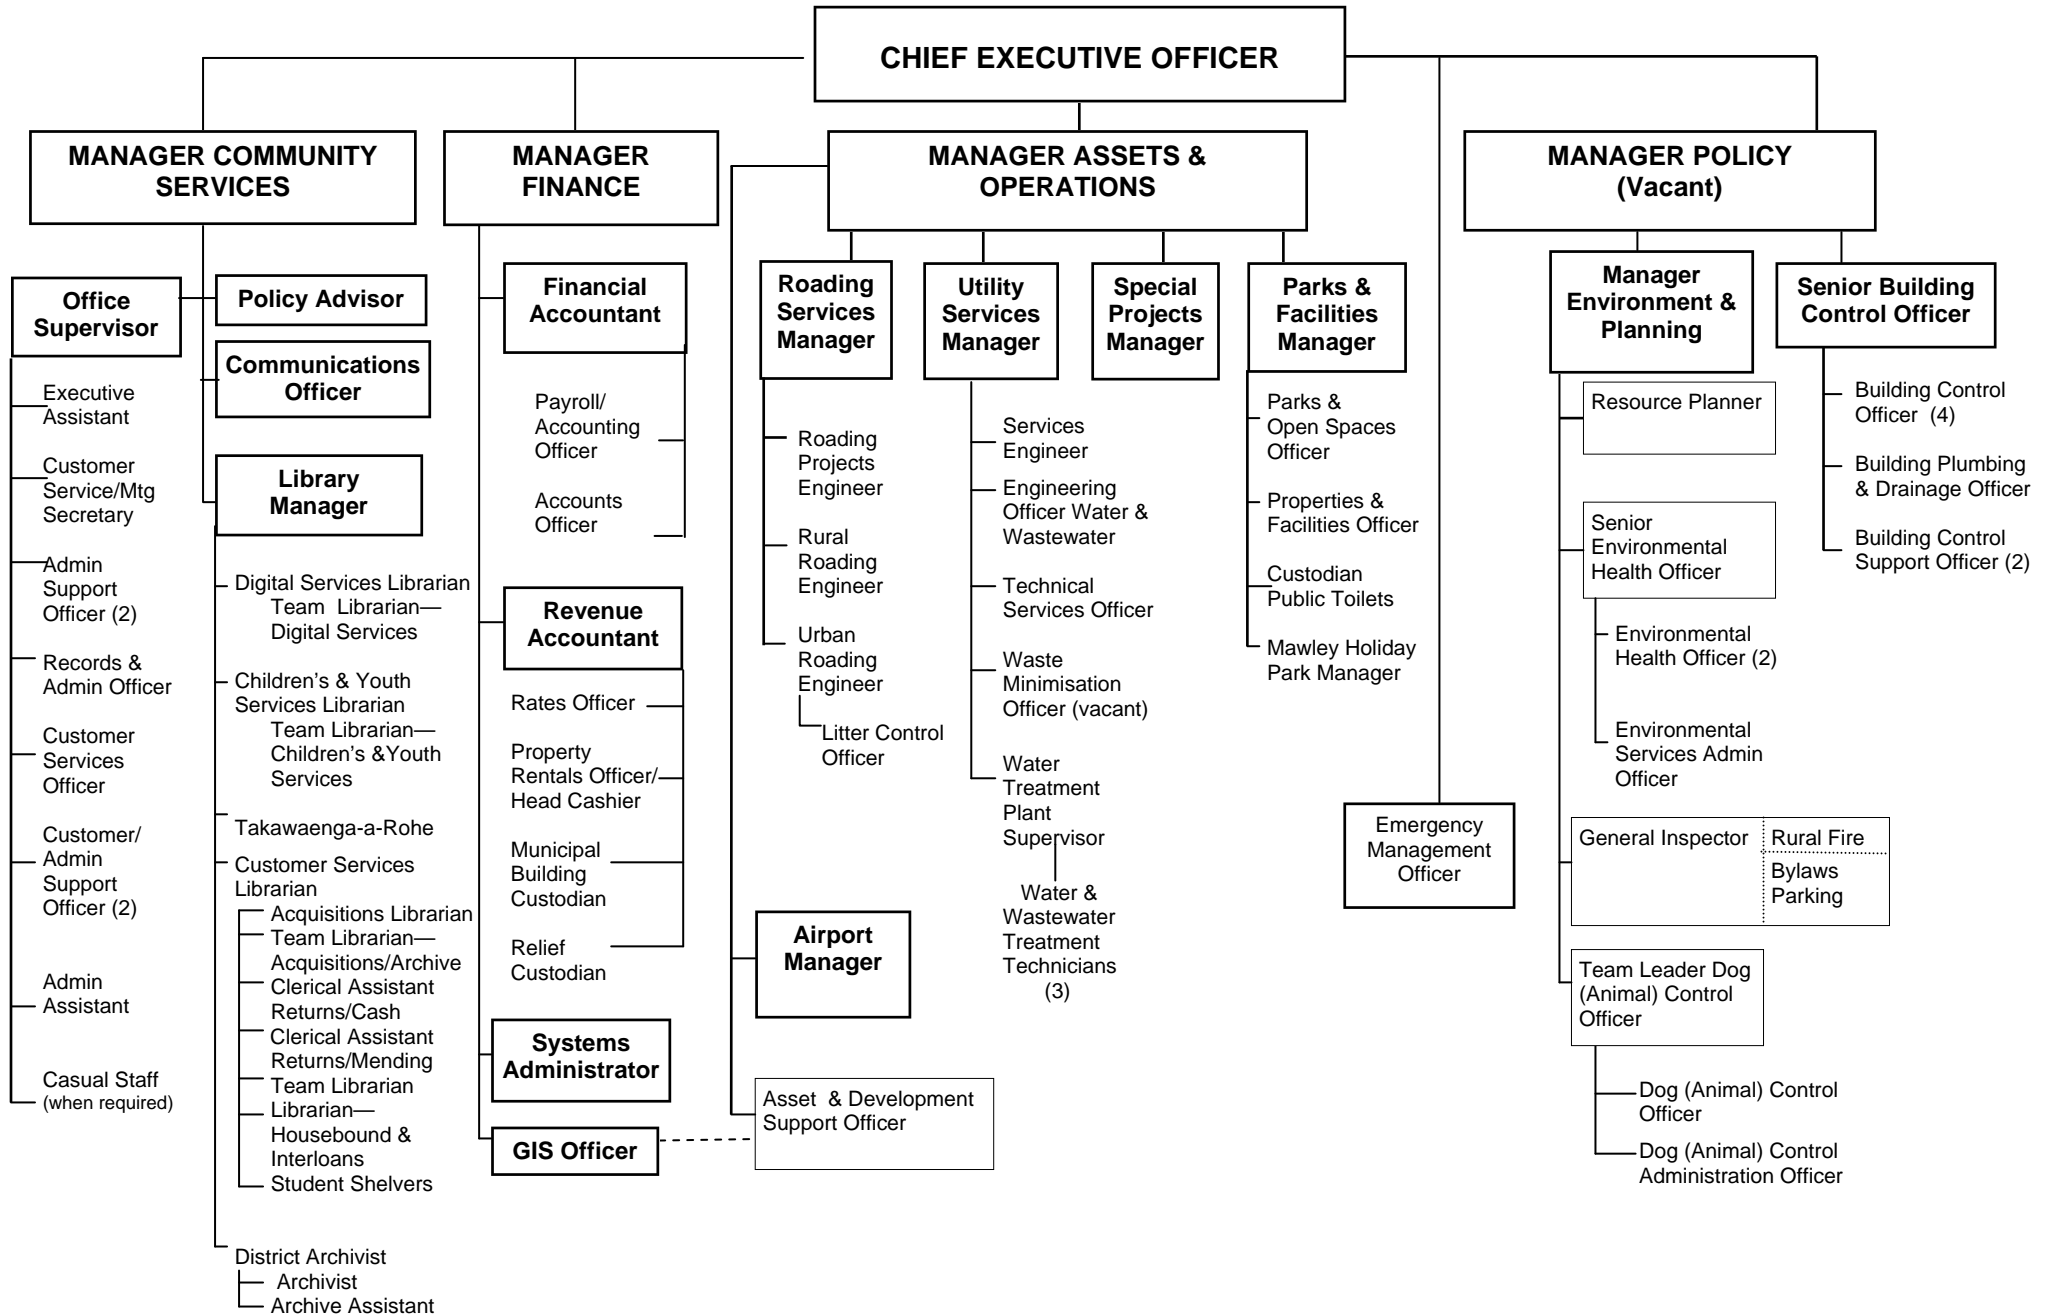 CHIEF EXECUTIVE OFFICER
MANAGER COMMUNITY
SERVICES
MANAGER
FINANCE
MANAGER ASSETS &
OPERATIONS
MANAGER POLICY
(Vacant)
Office
Supervisor
Executive
Assistant
Customer
Service/Mtg
Secretary
Admin
Support
Officer (2)
Records &
Admin Officer
Customer
Services
Officer
Customer/
Admin
Support
Officer (2)
Admin
Assistant
Casual Staff
(when required)
Policy Advisor
Communications
Officer
Library
Manager
Digital Services Librarian
Team Librarian—
Digital Services
Children's & Youth
Services Librarian
Team Librarian—
Children's &Youth
Services
Takawaenga-a-Rohe
Customer Services
Librarian
Acquisitions Librarian
Team Librarian—
Acquisitions/Archive
Clerical Assistant
Returns/Cash
Clerical Assistant
Returns/Mending
Team Librarian
Librarian—
Housebound &
Interloans
Student Shelvers
District Archivist
Archivist
Archive Assistant
Financial
Accountant
Payroll/
Accounting
Officer
Accounts
Officer
Revenue
Accountant
Rates Officer
Property
Rentals Officer/
Head Cashier
Municipal
Building
Custodian
Relief
Custodian
Systems
Administrator
GIS Officer
Roading
Services
Manager
Roading
Projects
Engineer
Rural
Roading
Engineer
Urban
Roading
Engineer
Litter Control
Officer
Utility
Services
Manager
Services
Engineer
Engineering
Officer Water &
Wastewater
Technical
Services Officer
Waste
Minimisation
Officer (vacant)
Water
Treatment
Plant
Supervisor
Water &
Wastewater
Treatment
Technicians
(3)
Special
Projects
Manager
Parks &
Facilities
Manager
Parks &
Open Spaces
Officer
Properties &
Facilities Officer
Custodian
Public Toilets
Mawley Holiday
Park Manager
Airport
Manager
Asset & Development
Support Officer
Emergency
Management
Officer
Manager
Environment &
Planning
Resource Planner
Senior
Environmental
Health Officer
Environmental
Health Officer (2)
Environmental
Services Admin
Officer
General Inspector
Rural Fire
Bylaws
Parking
Team Leader Dog
(Animal) Control
Officer
Dog (Animal) Control
Officer
Dog (Animal) Control
Administration Officer
Senior Building
Control Officer
Building Control
Officer (4)
Building Plumbing
& Drainage Officer
Building Control
Support Officer (2)